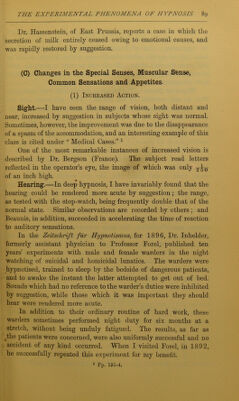 THE EXPERIMENTAL PHENOMENA OF HYPNOSIS 89
Dr. Hassenstein, of East Prussia, reports a case in which the
secretion of milk entirely ceased owing to emotional causes, and
was rapidly restored by suggestion.
(C) Changes in the Special Senses, Muscular Sense,
Common Sensations and Appetites.
(1) INCREASED ACTION.
Sight.—I have seen the range of vision, both distant and
near, increased by suggestion in subjects whose sight was normal.
Sometimes, however, the improvement was due to the disappearance
of a spasm of the accommodation, and an interesting example of this
class is cited under "Medical Cases." 1
One of the most remarkable instances of increased vision is
described by Dr. Bergson (France). The subject read letters
reflected in the operator's eye, the image of which was only
of an inch high.
Hearing.—In deep hypnosis, I have invariably found that the
hearing could be rendered more acute by suggestion; the range,
as tested with the stop-watch, being frequently double that of the
normal state. Similar observations are recorded by others; and
Beaunis, in addition, succeeded in accelerating the time of reaction
to auditory sensations.
In the Zeitschrift für Hypnotismus, for 1896, Dr. Inhelder,
formerly assistant physician to Professor Forel, published ten
years' experiments with male and female warders in the night
watching of suicidal and homicidal lunatics. The warders were
hypnotised, trained to sleep by the bedside of dangerous patients,
and to awake the instant the latter attempted to get out of bed.
Sounds which had no reference to the warder's duties were inhibited
by suggestion, while those which it was important they should
hear were rendered more acute.
In addition to their ordinary routine of hard work, these
warders sometimes performed night duty for six months at a
stretch, without being unduly fatigued. The results, as far as
the patients were concerned, were also uniformly successful and no
accident of any kind occurred. When I visited Forel, in 1892,
he successfully repeated this experiment for my benefit.
1 Pp. 193-4.